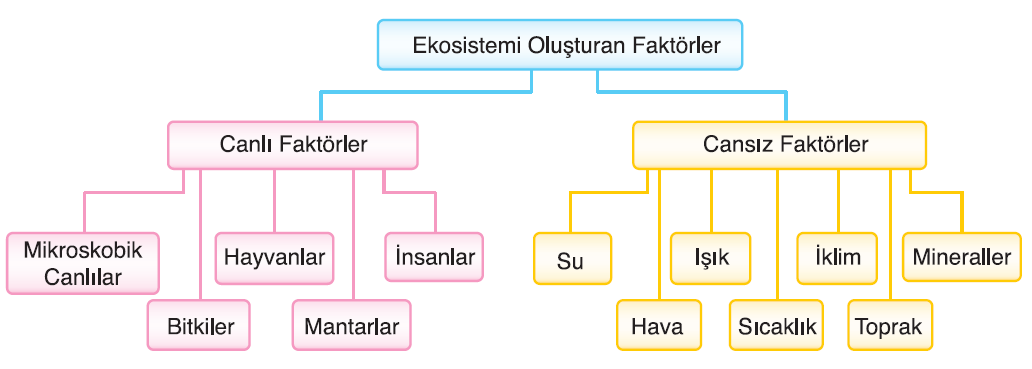 Ekosistemi Oluşturan Faktörler
Canlı Faktörler
Cansız Faktörler
Mikroskobik
Canlılar
Hayvanlar
İnsanlar
Bitkiler
Mantarlar
Su
Işık
İklim
Mineraller
Hava
Sıcaklık
Toprak